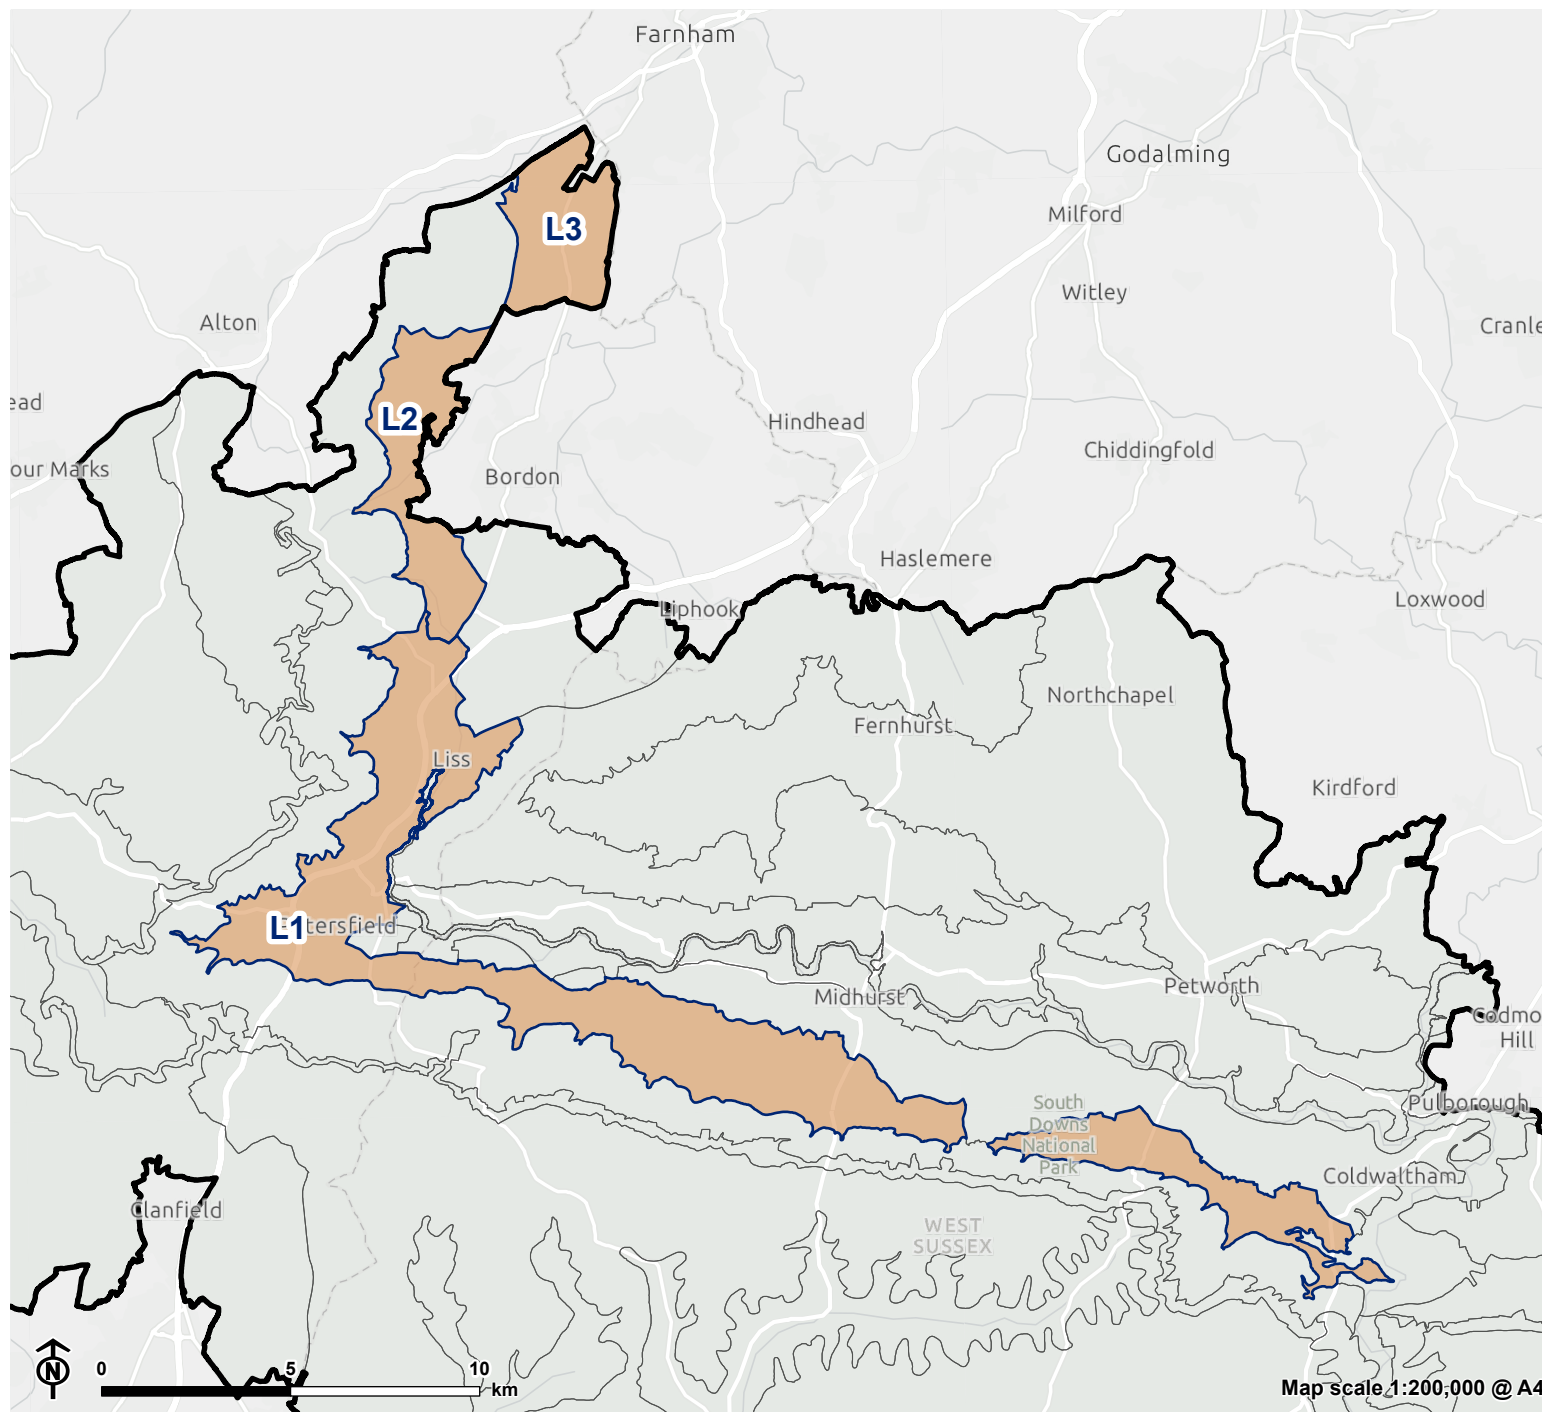 Farnham
Godalming
Milford
L3
Witley
Alton
Cranle
ead
L2
Hindhead
Chiddingfold
our Marks
Bordon
Haslemere
Liphook
Loxwood
Northchapel
Fernhurst
Liss
Kirdford
L1
tersfield
Petworth
Midhurst
Codmo
Hill
South
Downs
National
Park
Pulborough
Coldwaltham
Clanfield
WEST
SUSSEX
N
0 5 10
km
Map scale 1:200,000 @ A4